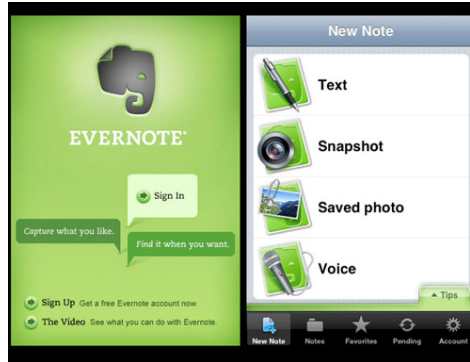 EVERNOTE®
Sign In
Capture what you like.
Find it when you want.
Sign Up Get a free Evernote account now.
The Video See what you can do with Evernote.
New Note
Text
Snapshot
Saved photo
Voice
Tips
New Note Notes Favorites Pending Account